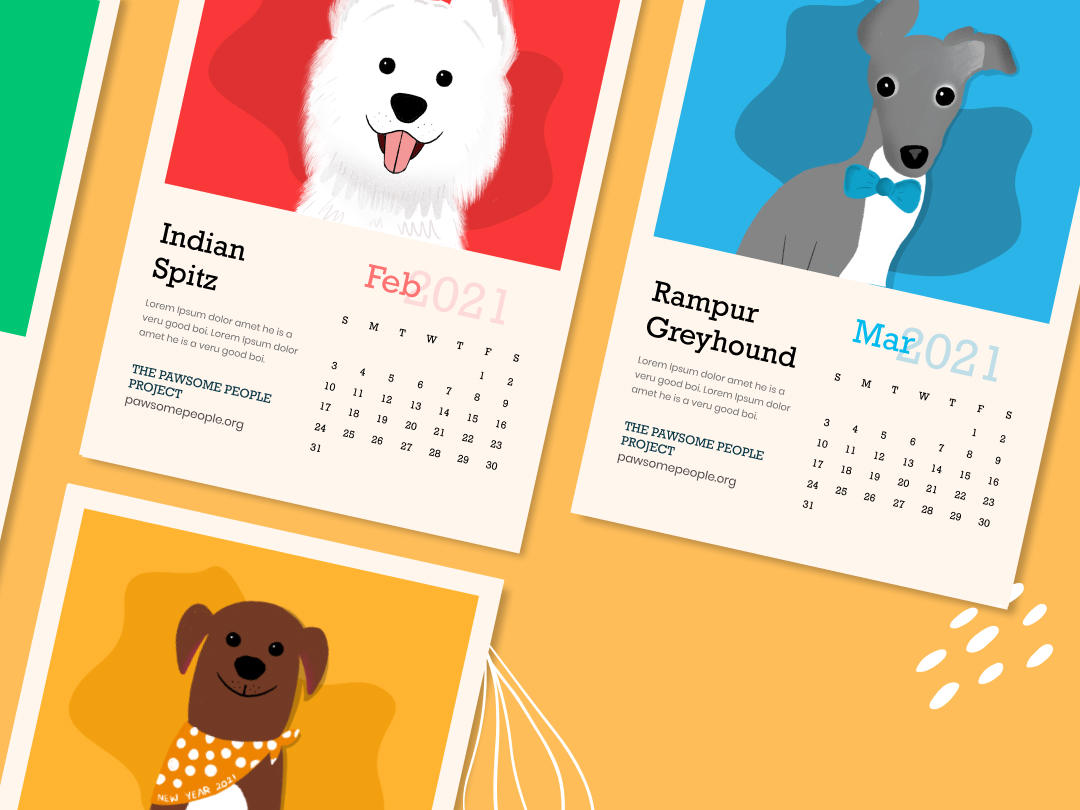 Indian
Spitz
Lorem Ipsum dolor amet he is a
very good boi. Lorem Ipsum dolor
amet he is a veru good boi.
THE PAWSOME PEOPLE
PROJECT
pawsomepeople.org
Feb 2021
S M T W T F S
1 2
3 4 5 6 7 8 9
10 11 12 13 14 15 16
17 18 19 20 21 22 23
24 25 26 27 28 29 30
31
Rampur
Greyhound
Lorem Ipsum dolor amet he is a
veru good boi. Lorem Ipsum dolor
amet he is a veru good boi.
THE PAWSOME PEOPLE
PROJECT
pawsomepeople.org
Mar 2021
S M T W T F S
1 2
3 4 5 6 7 8 9
10 11 12 13 14 15 16
17 18 19 20 21 22 23
24 25 26 27 28 29 30
31
NEW YEAR 2021